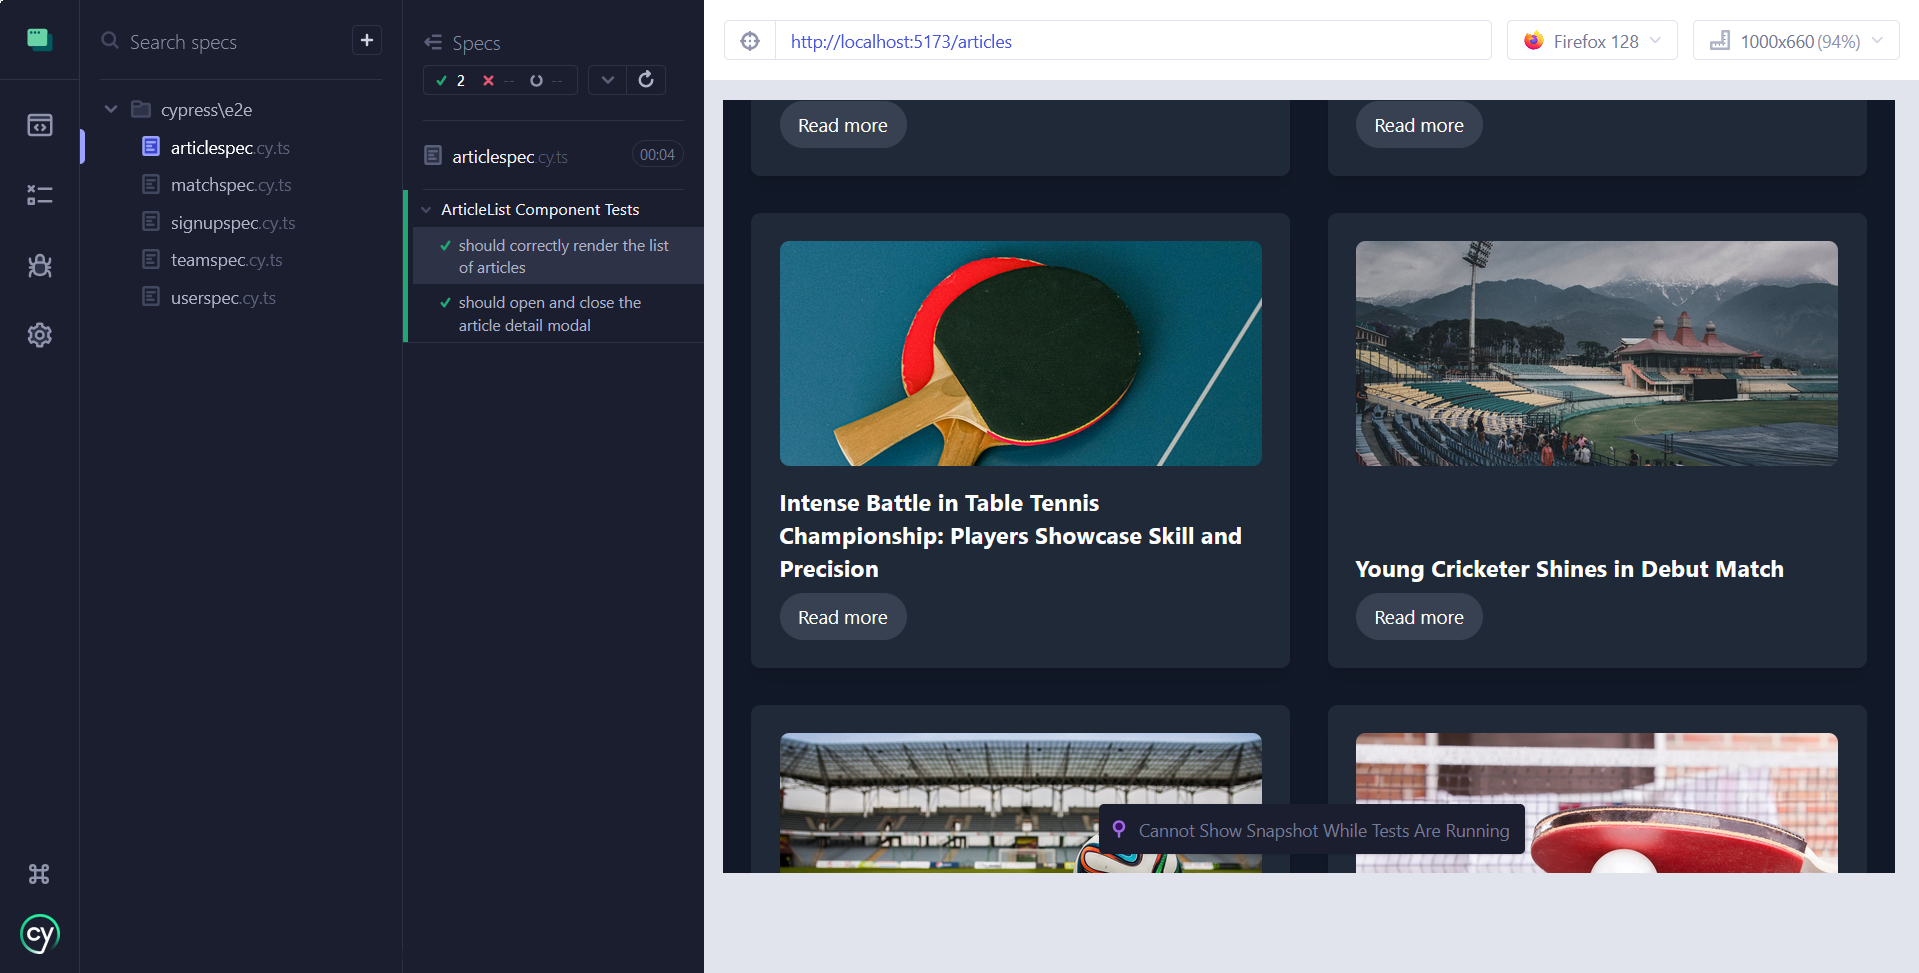 Search specs
+
cypress\e2e
articlespec.cy.ts
matchspec.cy.ts
signupspec.cy.ts
teamspec.cy.ts
userspec.cy.ts
cy
Specs
2 -- --
articlespec.cy.ts 00:04
ArticleList Component Tests
should correctly render the list
of articles
should open and close the
article detail modal
http://localhost:5173/articles
Firefox 128
1000x660 (94%)
Read more
Read more
Intense Battle in Table Tennis
Championship: Players Showcase Skill and
Precision
Read more
Young Cricketer Shines in Debut Match
Read more
Cannot Show Snapshot While Tests Are Running